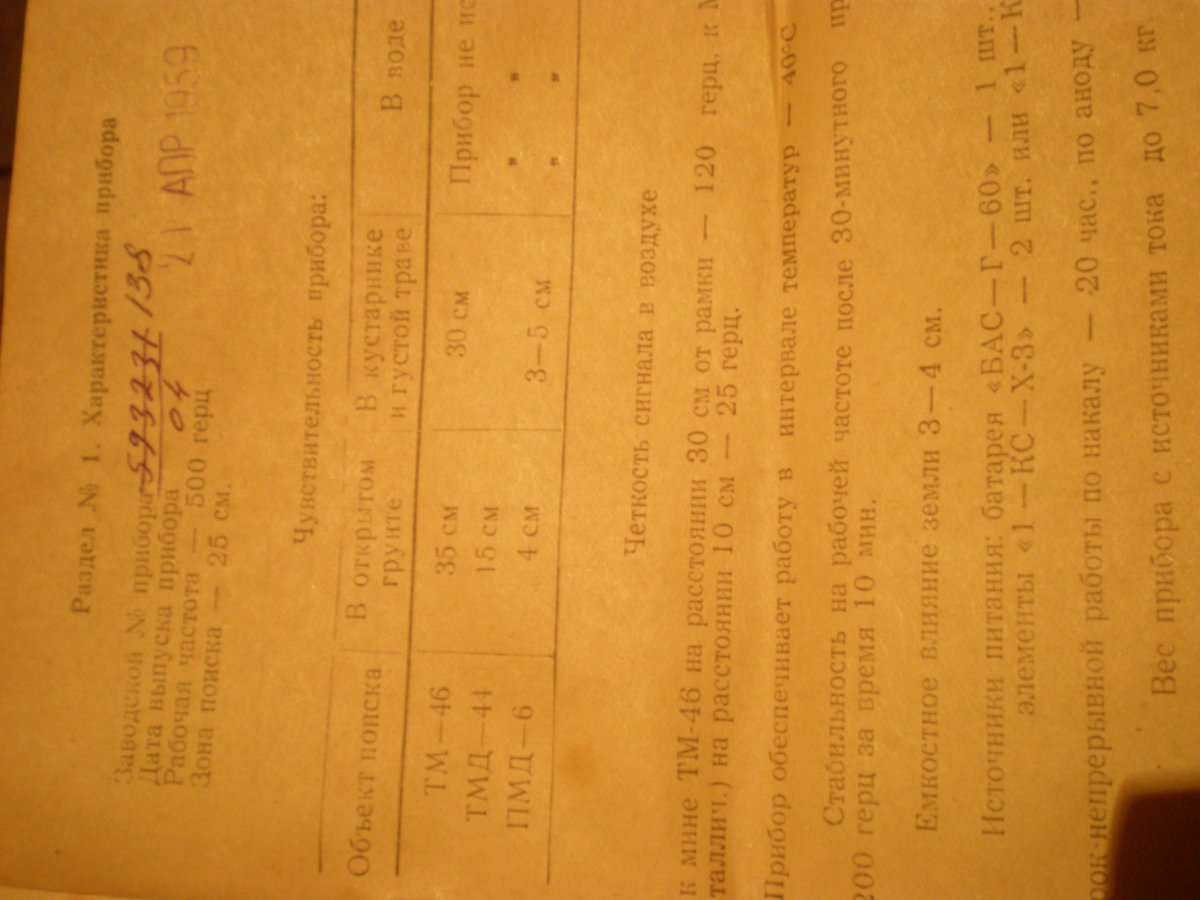 Раздел № 1. Характеристика прибора
Заводской № прибора 593231 138
Дата выпуска прибора 04 21 АПР 1959
Рабочая частота — 500 герц
Зона поиска — 25 см.
Чувствительность прибора:
Объект поиска В открытом грунте В кустарнике и густой траве В воде
ТМ—46 35 см 30 см Прибор не ис
ТМД—44 15 см „ „
ПМД—6 4 см 3—5 см „ „
Четкость сигнала в воздухе
к мине ТМ-46 на расстоянии 30 см от рамки — 120 герц, к М
таллич.) на расстоянии 10 см — 25 герц.
Прибор обеспечивает работу в интервале температур — 40°С
Стабильность на рабочей частоте после 30-минутного пр
200 герц за время 10 мин.
Емкостное влияние земли 3—4 см.
Источники питания: батарея «БАС—Г—60» — 1 шт.,
элементы «1—КС—Х-3» — 2 шт. или «1—К
рок-непрерывной работы по накалу — 20 час., по аноду —
Вес прибора с источниками тока до 7,0 кг